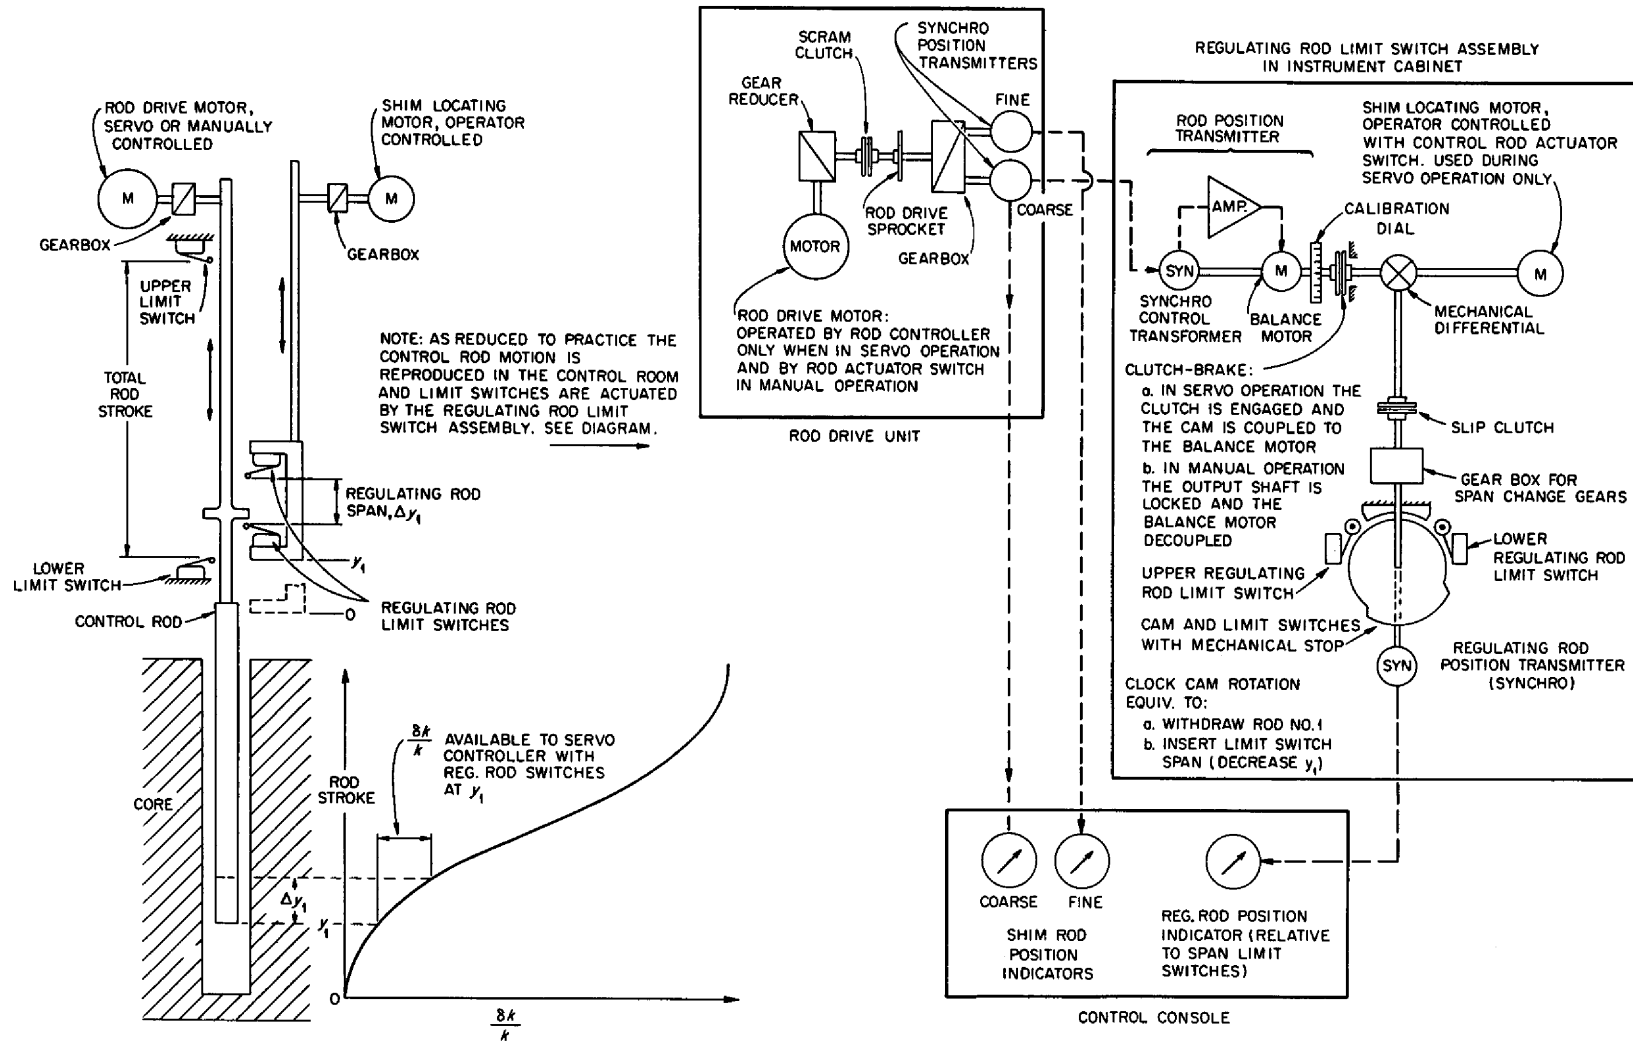 ROD DRIVE MOTOR,
SERVO OR MANUALLY
CONTROLLED
SHIM LOCATING
MOTOR, OPERATOR
CONTROLLED
M
M
GEARBOX
GEARBOX
UPPER
LIMIT
SWITCH
TOTAL
ROD
STROKE
NOTE: AS REDUCED TO PRACTICE THE
CONTROL ROD MOTION IS
REPRODUCED IN THE CONTROL ROOM
AND LIMIT SWITCHES ARE ACTUATED
BY THE REGULATING ROD LIMIT
SWITCH ASSEMBLY. SEE DIAGRAM.
REGULATING ROD
SPAN, Δy₁
y₁
O
LOWER
LIMIT SWITCH
CONTROL ROD
REGULATING ROD
LIMIT SWITCHES
CORE
Δy₁
y₁
O
ROD
STROKE
δk
k
AVAILABLE TO SERVO
CONTROLLER WITH
REG. ROD SWITCHES
AT y₁
δk
k
SCRAM
CLUTCH
SYNCHRO
POSITION
TRANSMITTERS
GEAR
REDUCER
FINE
COARSE
ROD DRIVE
SPROCKET
GEARBOX
MOTOR
ROD DRIVE MOTOR:
OPERATED BY ROD CONTROLLER
ONLY WHEN IN SERVO OPERATION
AND BY ROD ACTUATOR SWITCH
IN MANUAL OPERATION
ROD DRIVE UNIT
REGULATING ROD LIMIT SWITCH ASSEMBLY
IN INSTRUMENT CABINET
ROD POSITION
TRANSMITTER
SHIM LOCATING MOTOR,
OPERATOR CONTROLLED
WITH CONTROL ROD ACTUATOR
SWITCH. USED DURING
SERVO OPERATION ONLY
AMP.
CALIBRATION
DIAL
SYN
M
M
SYNCHRO
CONTROL
TRANSFORMER
BALANCE
MOTOR
MECHANICAL
DIFFERENTIAL
CLUTCH-BRAKE:
a. IN SERVO OPERATION THE
CLUTCH IS ENGAGED AND
THE CAM IS COUPLED TO
THE BALANCE MOTOR
b. IN MANUAL OPERATION
THE OUTPUT SHAFT IS
LOCKED AND THE
BALANCE MOTOR
DECOUPLED
SLIP CLUTCH
GEAR BOX FOR
SPAN CHANGE GEARS
UPPER REGULATING
ROD LIMIT SWITCH
LOWER
REGULATING ROD
LIMIT SWITCH
CAM AND LIMIT SWITCHES
WITH MECHANICAL STOP
SYN
REGULATING ROD
POSITION TRANSMITTER
(SYNCHRO)
CLOCK CAM ROTATION
EQUIV. TO:
a. WITHDRAW ROD NO.1
b. INSERT LIMIT SWITCH
SPAN (DECREASE y₁)
COARSE
FINE
SHIM ROD
POSITION
INDICATORS
REG. ROD POSITION
INDICATOR (RELATIVE
TO SPAN LIMIT
SWITCHES)
CONTROL CONSOLE